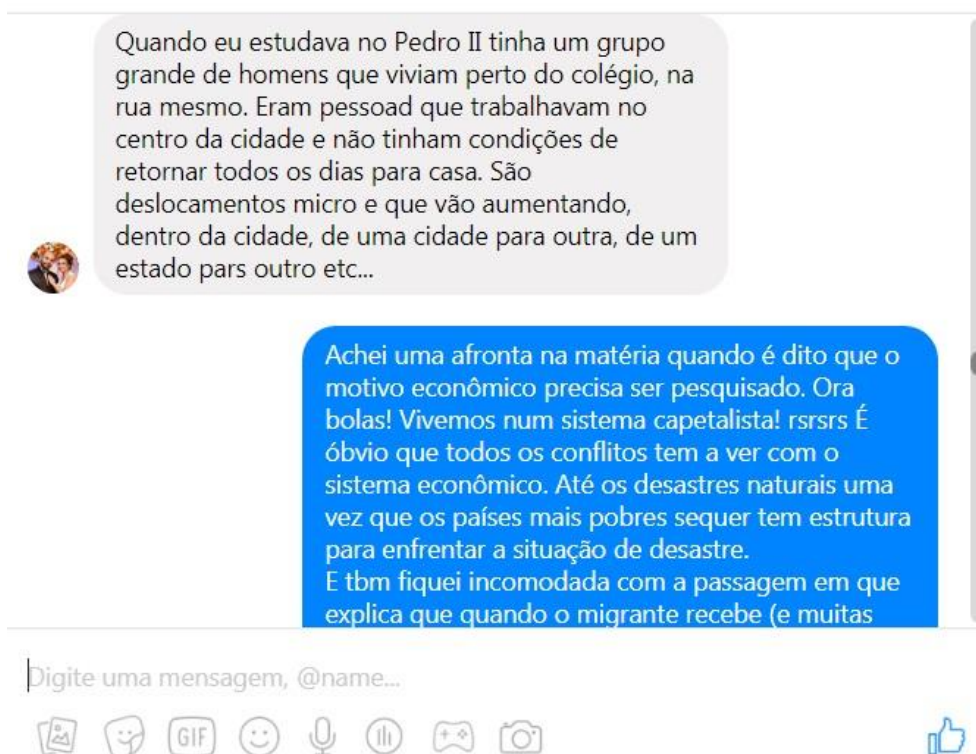 Quando eu estudava no Pedro II tinha um grupo
grande de homens que viviam perto do colégio, na
rua mesmo. Eram pessoad que trabalhavam no
centro da cidade e não tinham condições de
retornar todos os dias para casa. São
deslocamentos micro e que vão aumentando,
dentro da cidade, de uma cidade para outra, de um
estado pars outro etc...
Achei uma afronta na matéria quando é dito que o
motivo econômico precisa ser pesquisado. Ora
bolas! Vivemos num sistema capetalista! rsrsrs É
óbvio que todos os conflitos tem a ver com o
sistema econômico. Até os desastres naturais uma
vez que os países mais pobres sequer tem estrutura
para enfrentar a situação de desastre.
E tbm fiquei incomodada com a passagem em que
explica que quando o migrante recebe (e muitas
Digite uma mensagem, @name...
GIF